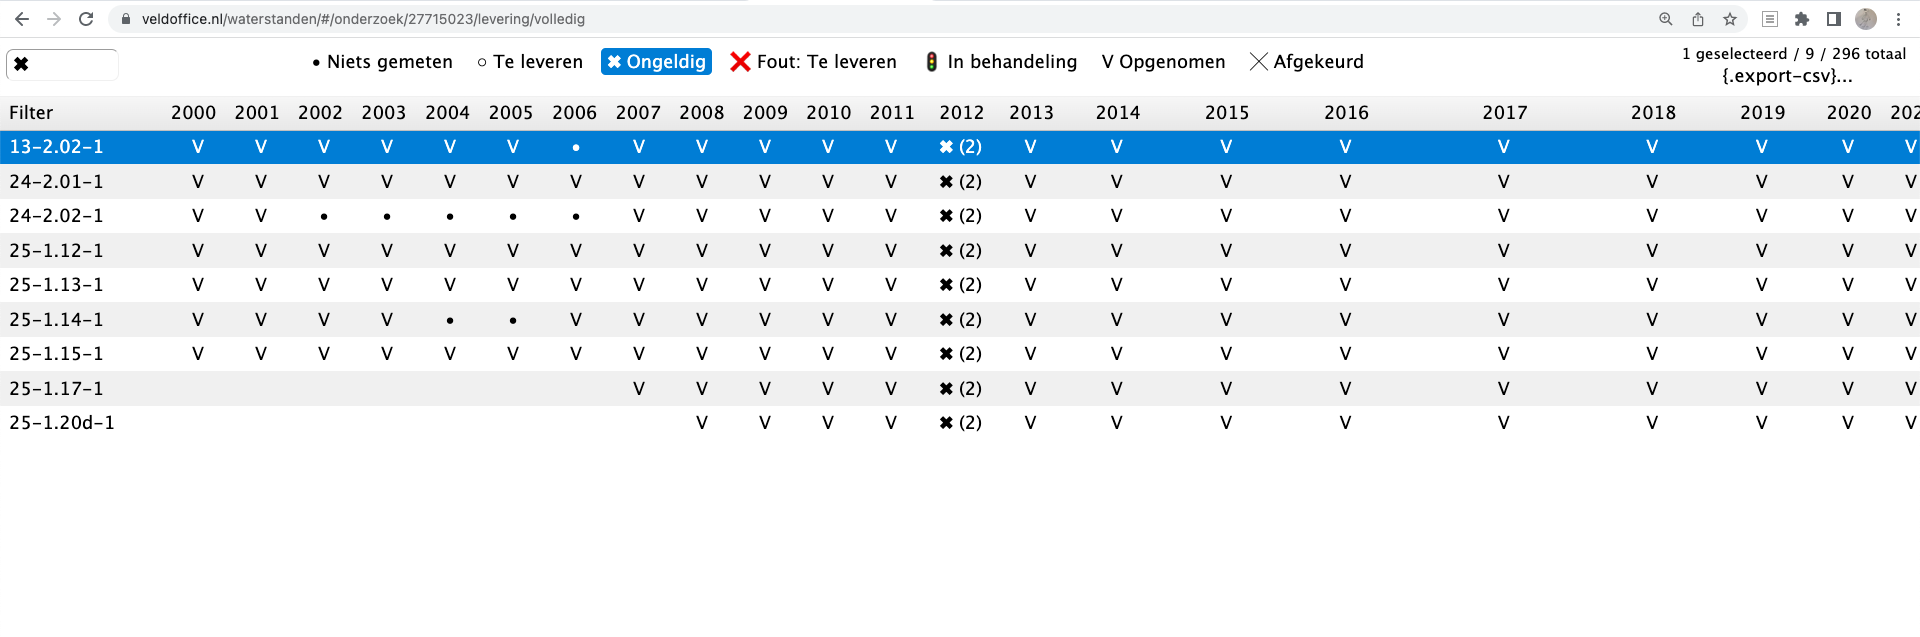 veldoffice.nl/waterstanden/#/onderzoek/27715023/levering/volledig
✖ • Niets gemeten ○ Te leveren ✖ Ongeldig ❌ Fout: Te leveren 🚦 In behandeling V Opgenomen ╳ Afgekeurd 1 geselecteerd / 9 / 296 totaal
{.export-csv}...
Filter 2000 2001 2002 2003 2004 2005 2006 2007 2008 2009 2010 2011 2012 2013 2014 2015 2016 2017 2018 2019 2020 202
13-2.02-1 V V V V V V • V V V V V ✖ (2) V V V V V V V V V
24-2.01-1 V V V V V V V V V V V V ✖ (2) V V V V V V V V V
24-2.02-1 V V • • • • • V V V V V ✖ (2) V V V V V V V V V
25-1.12-1 V V V V V V V V V V V V ✖ (2) V V V V V V V V V
25-1.13-1 V V V V V V V V V V V V ✖ (2) V V V V V V V V V
25-1.14-1 V V V V • • V V V V V V ✖ (2) V V V V V V V V V
25-1.15-1 V V V V V V V V V V V V ✖ (2) V V V V V V V V V
25-1.17-1 V V V V V ✖ (2) V V V V V V V V V
25-1.20d-1 V V V V ✖ (2) V V V V V V V V V